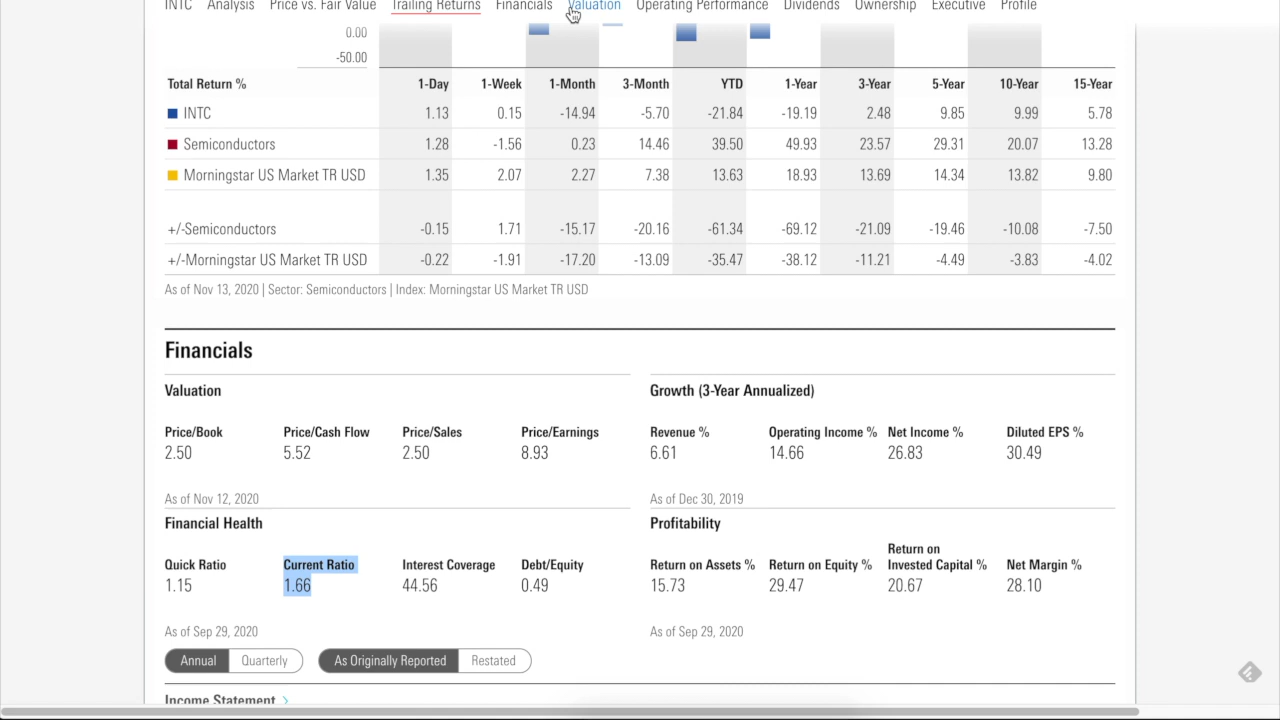 INTC Analysis Price vs. Fair Value Trailing Returns Financials Valuation Operating Performance Dividends Ownership Executive Profile
0.00
-50.00
Total Return % 1-Day 1-Week 1-Month 3-Month YTD 1-Year 3-Year 5-Year 10-Year 15-Year
INTC 1.13 0.15 -14.94 -5.70 -21.84 -19.19 2.48 9.85 9.99 5.78
Semiconductors 1.28 -1.56 0.23 14.46 39.50 49.93 23.57 29.31 20.07 13.28
Morningstar US Market TR USD 1.35 2.07 2.27 7.38 13.63 18.93 13.69 14.34 13.82 9.80
+/-Semiconductors -0.15 1.71 -15.17 -20.16 -61.34 -69.12 -21.09 -19.46 -10.08 -7.50
+/-Morningstar US Market TR USD -0.22 -1.91 -17.20 -13.09 -35.47 -38.12 -11.21 -4.49 -3.83 -4.02
As of Nov 13, 2020 | Sector: Semiconductors | Index: Morningstar US Market TR USD
Financials
Valuation
Price/Book Price/Cash Flow Price/Sales Price/Earnings
2.50 5.52 2.50 8.93
As of Nov 12, 2020
Growth (3-Year Annualized)
Revenue % Operating Income % Net Income % Diluted EPS %
6.61 14.66 26.83 30.49
As of Dec 30, 2019
Financial Health
Quick Ratio Current Ratio Interest Coverage Debt/Equity
1.15 1.66 44.56 0.49
As of Sep 29, 2020
Profitability
Return on
Return on Assets % Return on Equity % Invested Capital % Net Margin %
15.73 29.47 20.67 28.10
As of Sep 29, 2020
Annual Quarterly As Originally Reported Restated
Income Statement